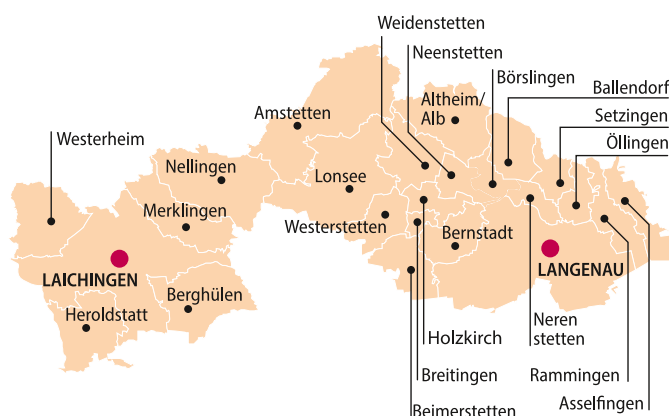 Weidenstetten
Neenstetten
Börslingen
Ballendorf
Setzingen
Öllingen
Altheim/
Alb
Amstetten
Westerheim
Nellingen
Lonsee
Merklingen
Westerstetten
Bernstadt
LAICHINGEN
LANGENAU
Berghülen
Heroldstatt
Holzkirch
Neren
stetten
Breitingen
Rammingen
Beimerstetten
Asselfingen